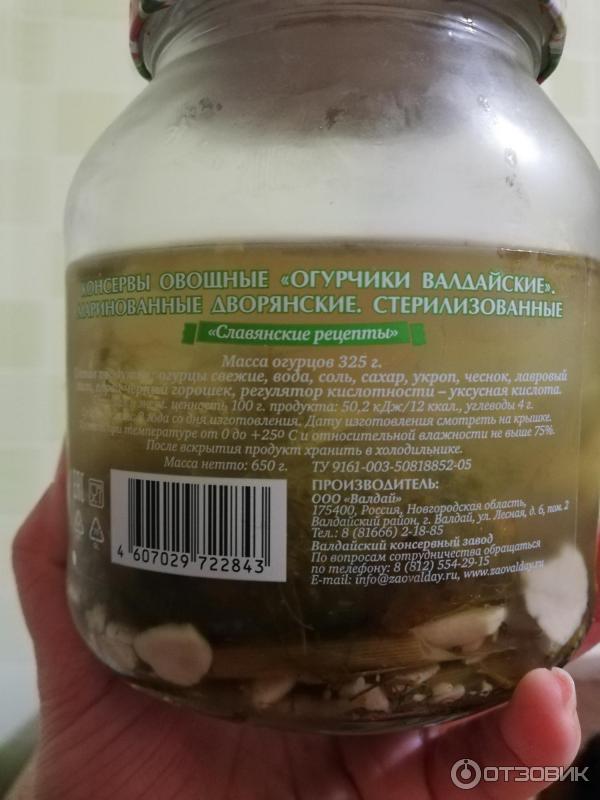 КОНСЕРВЫ ОВОЩНЫЕ «ОГУРЧИКИ ВАЛДАЙСКИЕ».
МАРИНОВАННЫЕ ДВОРЯНСКИЕ. СТЕРИЛИЗОВАННЫЕ
«Славянские рецепты»
Масса огурцов 325 г.
огурцы свежие, вода, соль, сахар, укроп, чеснок, лавровый
горошек, регулятор кислотности – уксусная кислота.
ценности, 100 г. продукта: 50,2 кДж/12 ккал., углеводы 4 г.
года со дня изготовления. Дату изготовления смотреть на крышке.
при температуре от 0 до +25° С и относительной влажности не выше 75%.
После вскрытия продукт хранить в холодильнике.
Масса нетто: 650 г. ТУ 9161-003-50818852-05
ПРОИЗВОДИТЕЛЬ:
ООО «Валдай»
175400, Россия, Новгородская область,
Валдайский район, г. Валдай, ул. Лесная, д. 6, пом. 2
Тел.: 8 (81666) 2-18-85
Валдайский консервный завод
По вопросам сотрудничества обращаться
по телефону: 8 (812) 554-29-15
E-mail: info@zaovalday.ru, www.zaovalday.ru
EAC
4 607029 722843
ОТЗОВИК